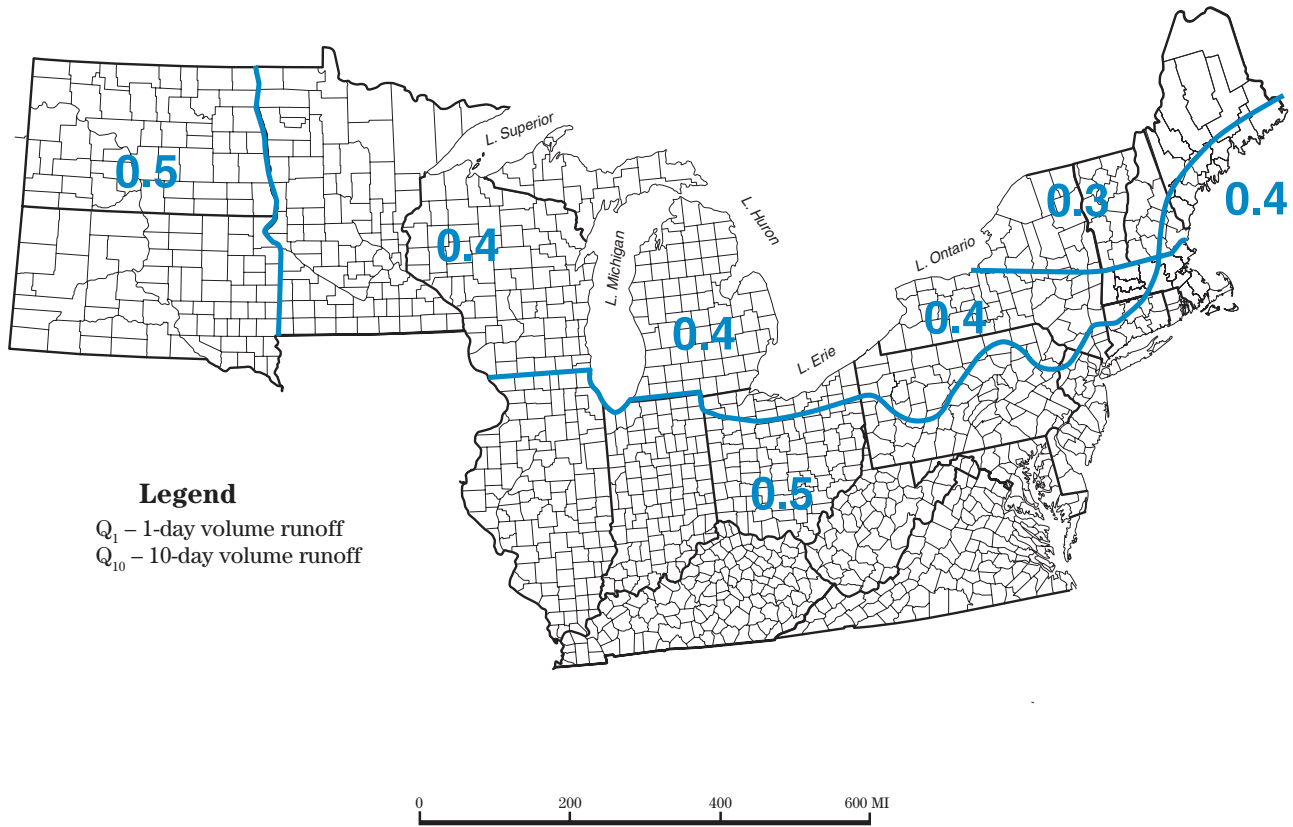 L. Superior
0.5
0.3
0.4
L. Huron
0.4
L. Michigan
L. Ontario
0.4
0.4
L. Erie
0.5
Legend
Q₁ – 1-day volume runoff
Q₁₀ – 10-day volume runoff
0 200 400 600 MI